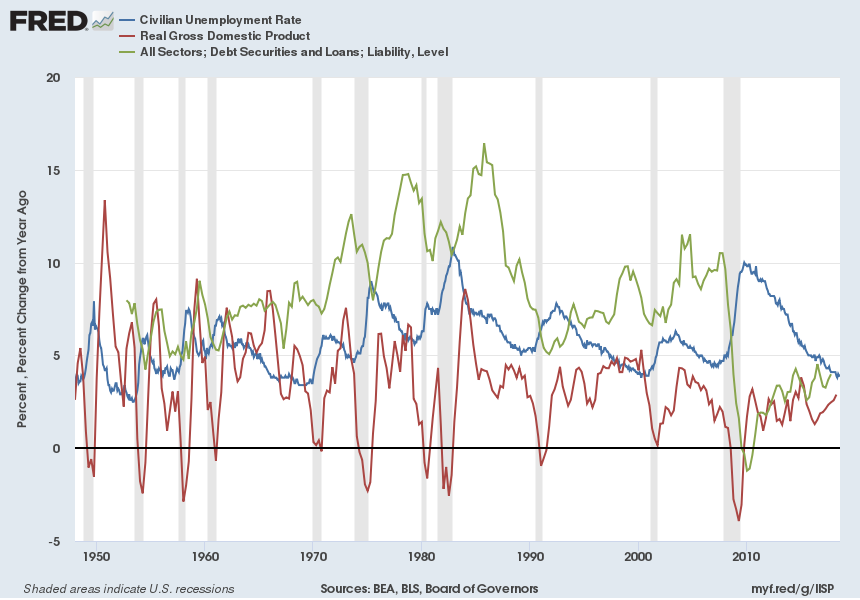 FRED
Civilian Unemployment Rate
Real Gross Domestic Product
All Sectors; Debt Securities and Loans; Liability, Level
Percent , Percent Change from Year Ago
20
15
10
5
0
-5
1950 1960 1970 1980 1990 2000 2010
Shaded areas indicate U.S. recessions Sources: BEA, BLS, Board of Governors myf.red/g/lISP